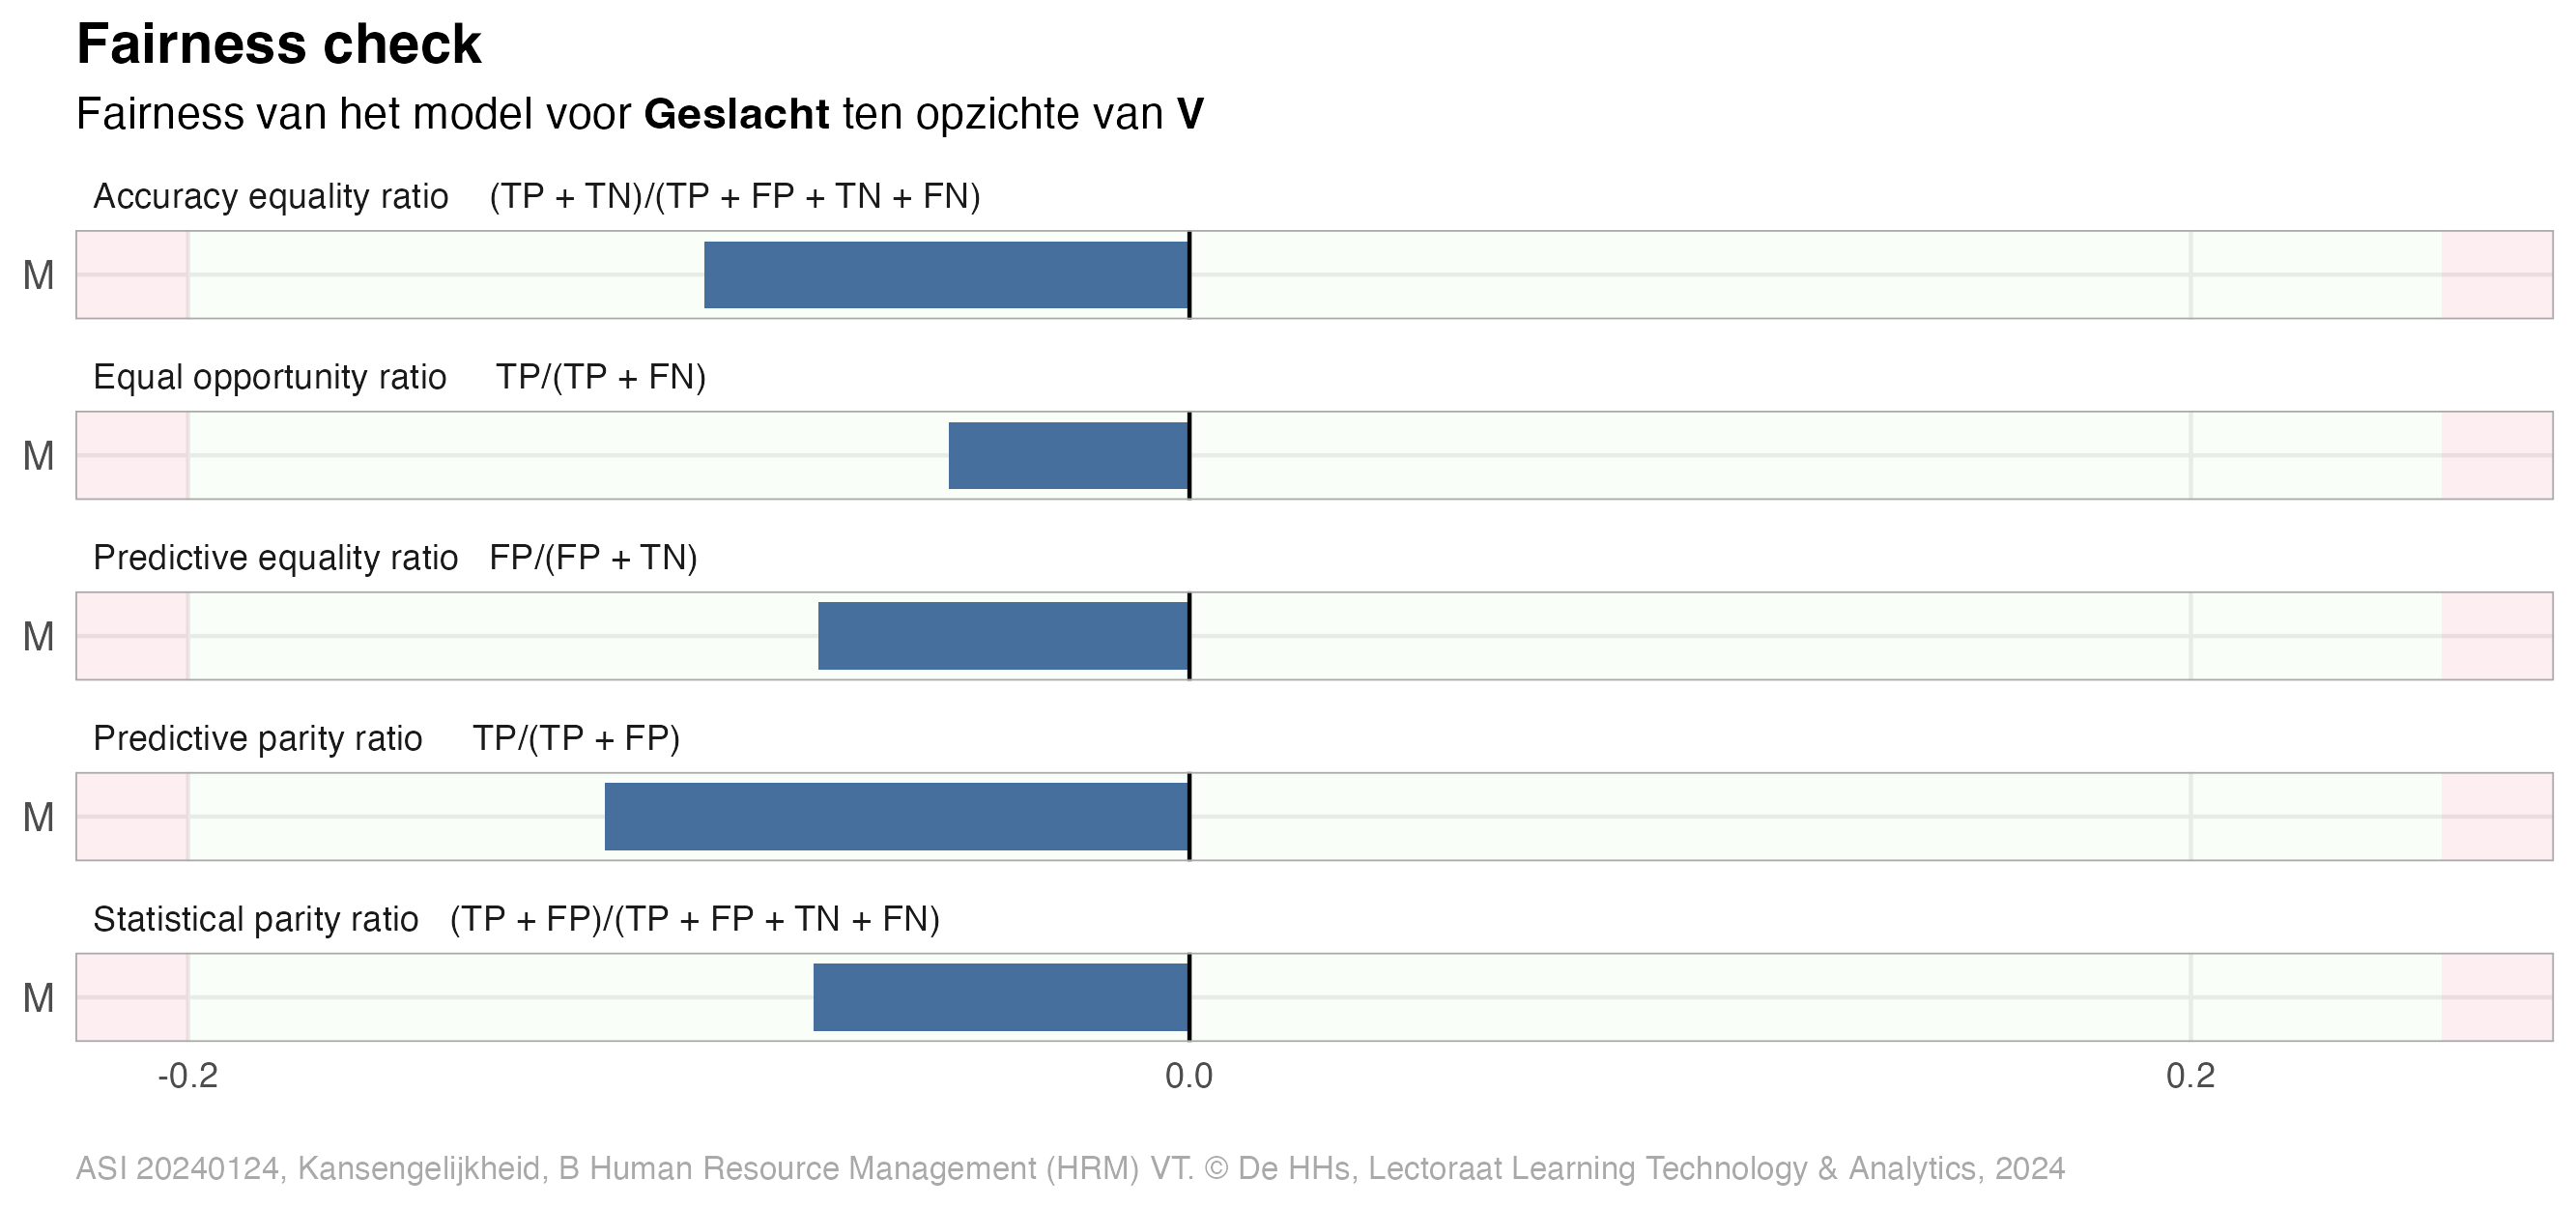 Fairness check
Fairness van het model voor Geslacht ten opzichte van V
Accuracy equality ratio (TP + TN)/(TP + FP + TN + FN)
M
Equal opportunity ratio TP/(TP + FN)
M
Predictive equality ratio FP/(FP + TN)
M
Predictive parity ratio TP/(TP + FP)
M
Statistical parity ratio (TP + FP)/(TP + FP + TN + FN)
M
-0.2 0.0 0.2
ASI 20240124, Kansengelijkheid, B Human Resource Management (HRM) VT. © De HHs, Lectoraat Learning Technology & Analytics, 2024